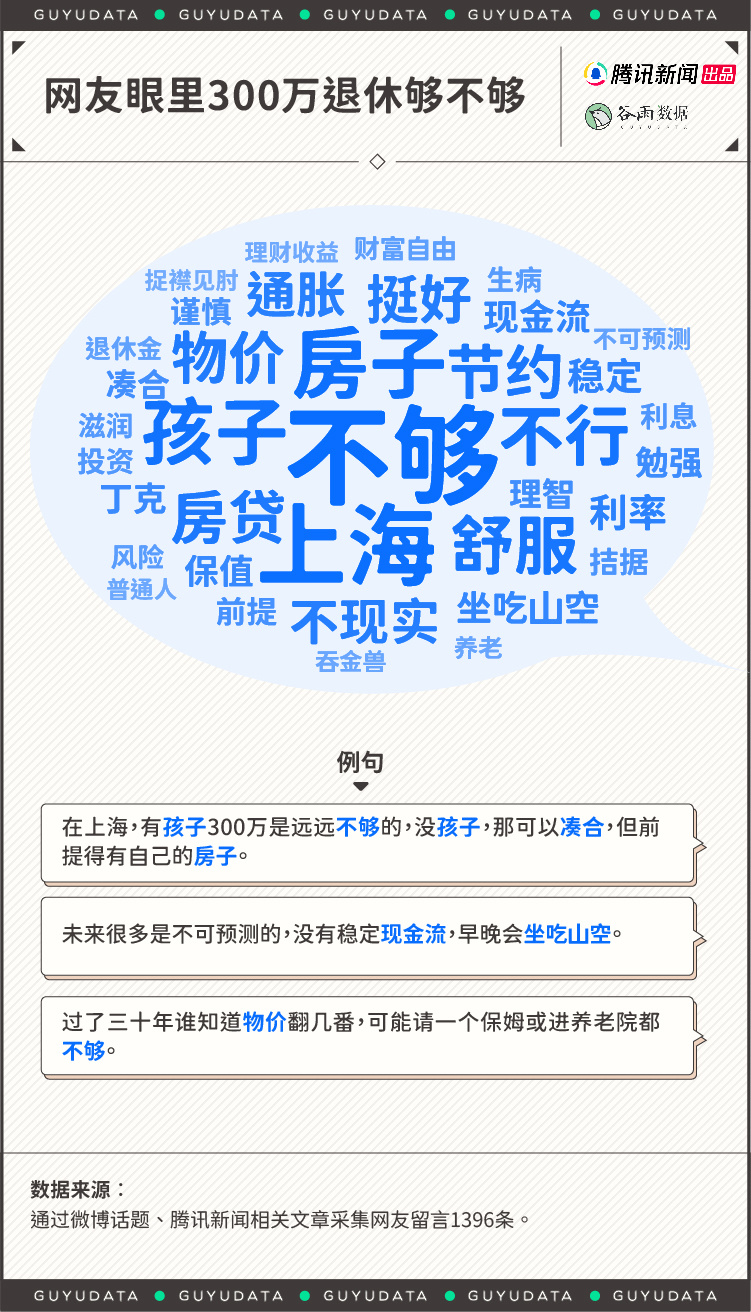 GUYUDATA GUYUDATA GUYUDATA GUYUDATA GUYUDATA
网友眼里300万退休够不够
腾讯新闻 出品
谷雨数据
GUYUDATA
理财收益 财富自由
捉襟见肘 通胀 挺好 生病
谨慎 现金流
退休金 物价 房子 节约 稳定 不可预测
凑合
滋润 孩子 不够 不行 利息
投资 勉强
丁克 房贷 上海 舒服 理智 利率
风险 保值 拮据
普通人 前提 不现实 坐吃山空
吞金兽 养老
例句
在上海,有孩子300万是远远不够的,没孩子,那可以凑合,但前
提得有自己的房子。
未来很多是不可预测的,没有稳定现金流,早晚会坐吃山空。
过了三十年谁知道物价翻几番,可能请一个保姆或进养老院都
不够。
数据来源：
通过微博话题、腾讯新闻相关文章采集网友留言1396条。
GUYUDATA GUYUDATA GUYUDATA GUYUDATA GUYUDATA